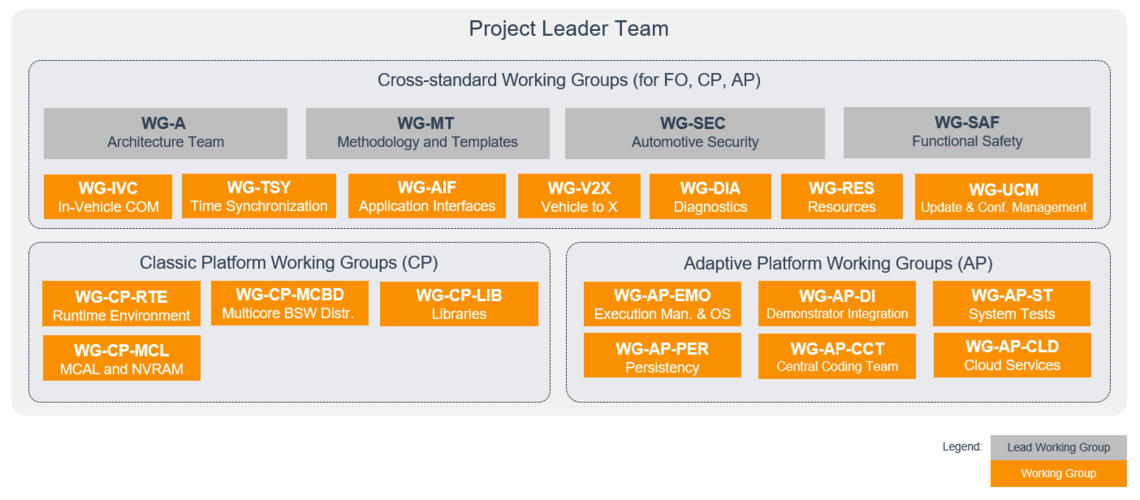 Project Leader Team
Cross-standard Working Groups (for FO, CP, AP)
WG-A
Architecture Team
WG-MT
Methodology and Templates
WG-SEC
Automotive Security
WG-SAF
Functional Safety
WG-IVC
In-Vehicle COM
WG-TSY
Time Synchronization
WG-AIF
Application Interfaces
WG-V2X
Vehicle to X
WG-DIA
Diagnostics
WG-RES
Resources
WG-UCM
Update & Conf. Management
Classic Platform Working Groups (CP)
WG-CP-RTE
Runtime Environment
WG-CP-MCBD
Multicore BSW Distr.
WG-CP-LIB
Libraries
WG-CP-MCL
MCAL and NVRAM
Adaptive Platform Working Groups (AP)
WG-AP-EMO
Execution Man. & OS
WG-AP-DI
Demonstrator Integration
WG-AP-ST
System Tests
WG-AP-PER
Persistency
WG-AP-CCT
Central Coding Team
WG-AP-CLD
Cloud Services
Legend:
Lead Working Group
Working Group